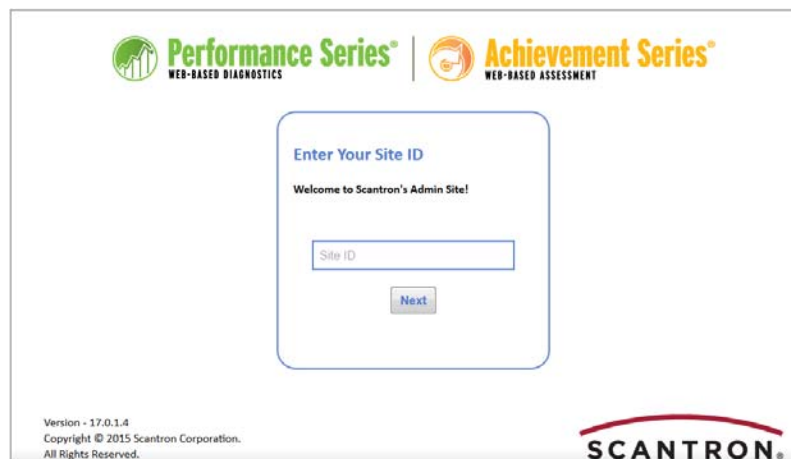 Performance Series®
WEB-BASED DIAGNOSTICS
Achievement Series®
WEB-BASED ASSESSMENT
Enter Your Site ID
Welcome to Scantron's Admin Site!
Site ID
Next
Version - 17.0.1.4
Copyright © 2015 Scantron Corporation.
All Rights Reserved.
SCANTRON®